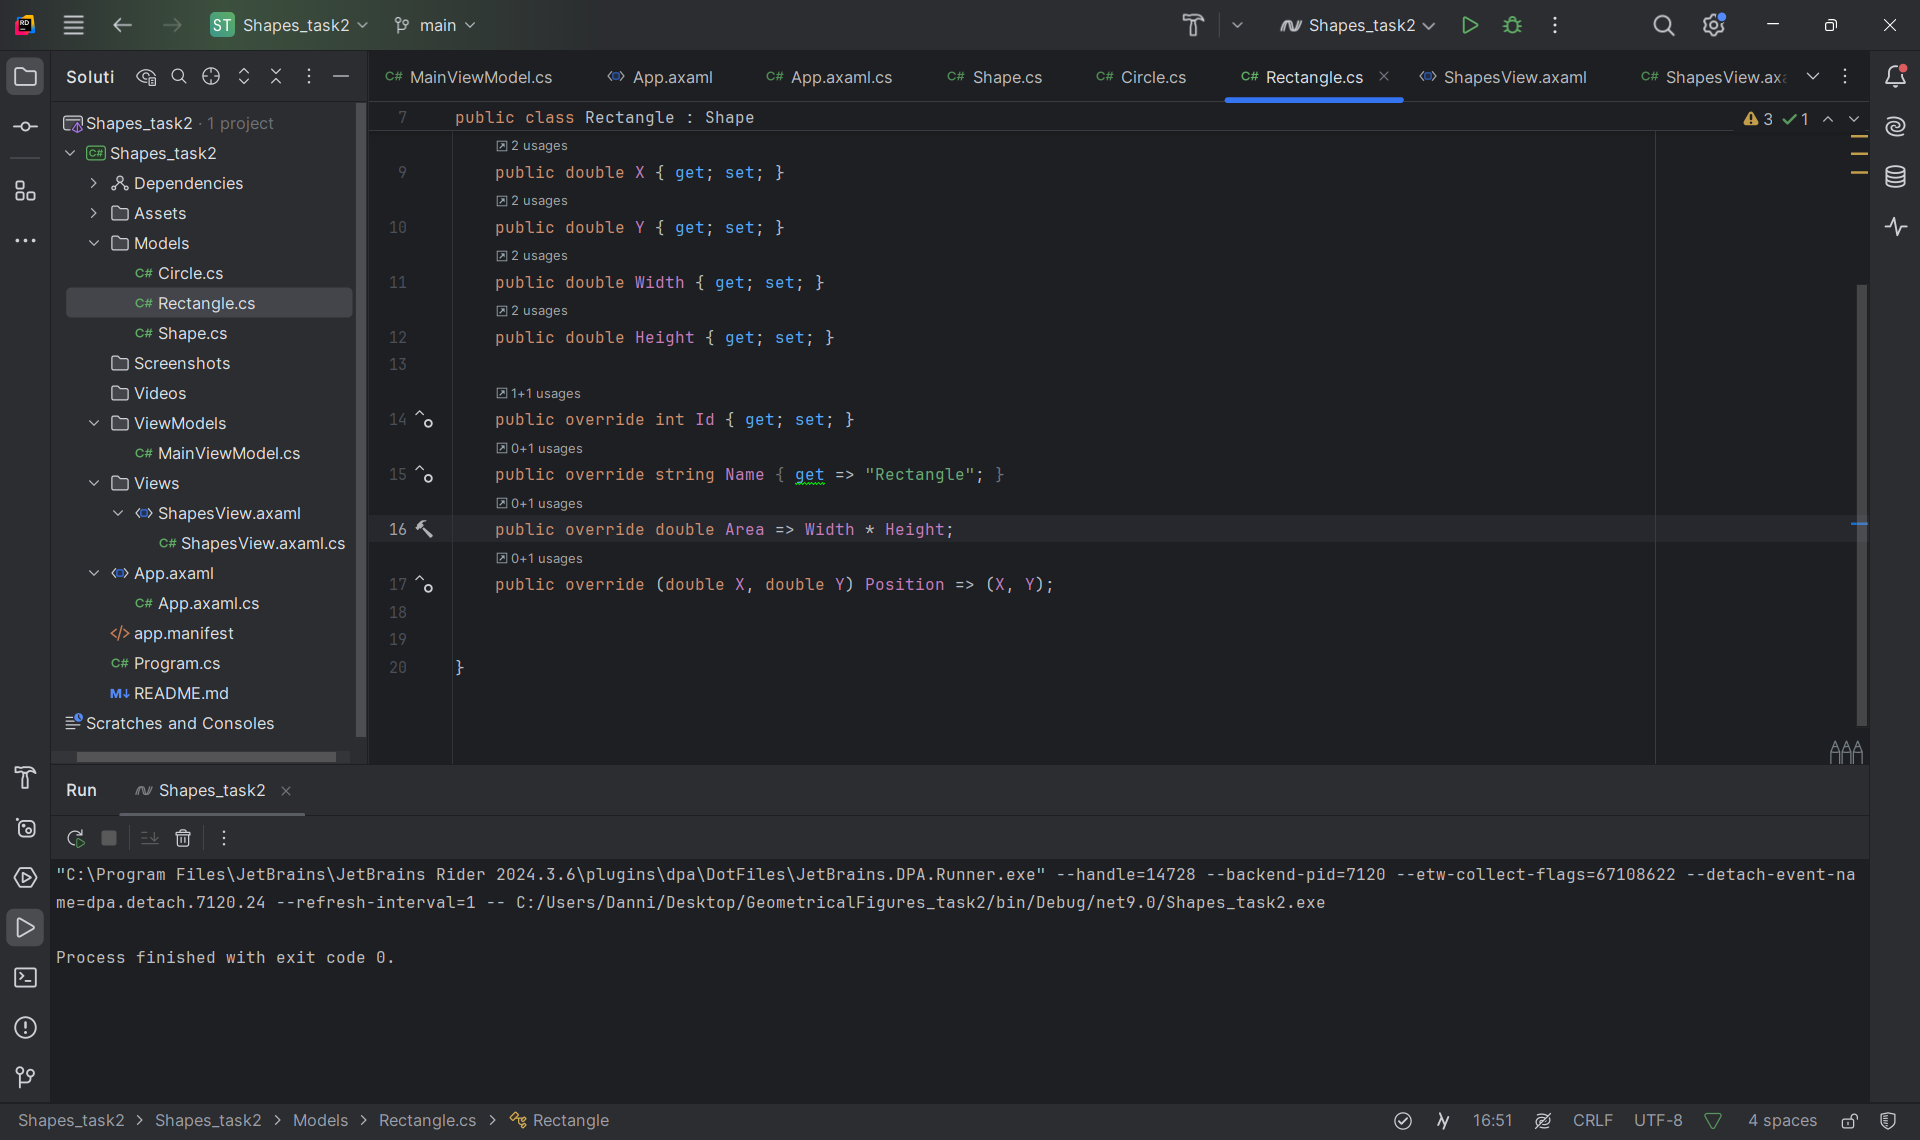 ST Shapes_task2 main Shapes_task2
Soluti
MainViewModel.cs App.axaml C# App.axaml.cs C# Shape.cs C# Circle.cs C# Rectangle.cs ShapesView.axaml C# ShapesView.axa
Shapes_task2 · 1 project
C# Shapes_task2
Dependencies
Assets
Models
C# Circle.cs
C# Rectangle.cs
C# Shape.cs
Screenshots
Videos
ViewModels
C# MainViewModel.cs
Views
ShapesView.axaml
C# ShapesView.axaml.cs
App.axaml
C# App.axaml.cs
</> app.manifest
C# Program.cs
M↓ README.md
Scratches and Consoles
7 public class Rectangle : Shape
3 1
2 usages
9 public double X { get; set; }
2 usages
10 public double Y { get; set; }
2 usages
11 public double Width { get; set; }
2 usages
12 public double Height { get; set; }
13
1+1 usages
14 public override int Id { get; set; }
0+1 usages
15 public override string Name { get => "Rectangle"; }
0+1 usages
16 public override double Area => Width * Height;
0+1 usages
17 public override (double X, double Y) Position => (X, Y);
18
19
20 }
Run Shapes_task2
"C:\Program Files\JetBrains\JetBrains Rider 2024.3.6\plugins\dpa\DotFiles\JetBrains.DPA.Runner.exe" --handle=14728 --backend-pid=7120 --etw-collect-flags=67108622 --detach-event-na
me=dpa.detach.7120.24 --refresh-interval=1 -- C:/Users/Danni/Desktop/GeometricalFigures_task2/bin/Debug/net9.0/Shapes_task2.exe
Process finished with exit code 0.
Shapes_task2 > Shapes_task2 > Models > Rectangle.cs > Rectangle
16:51 CRLF UTF-8 4 spaces